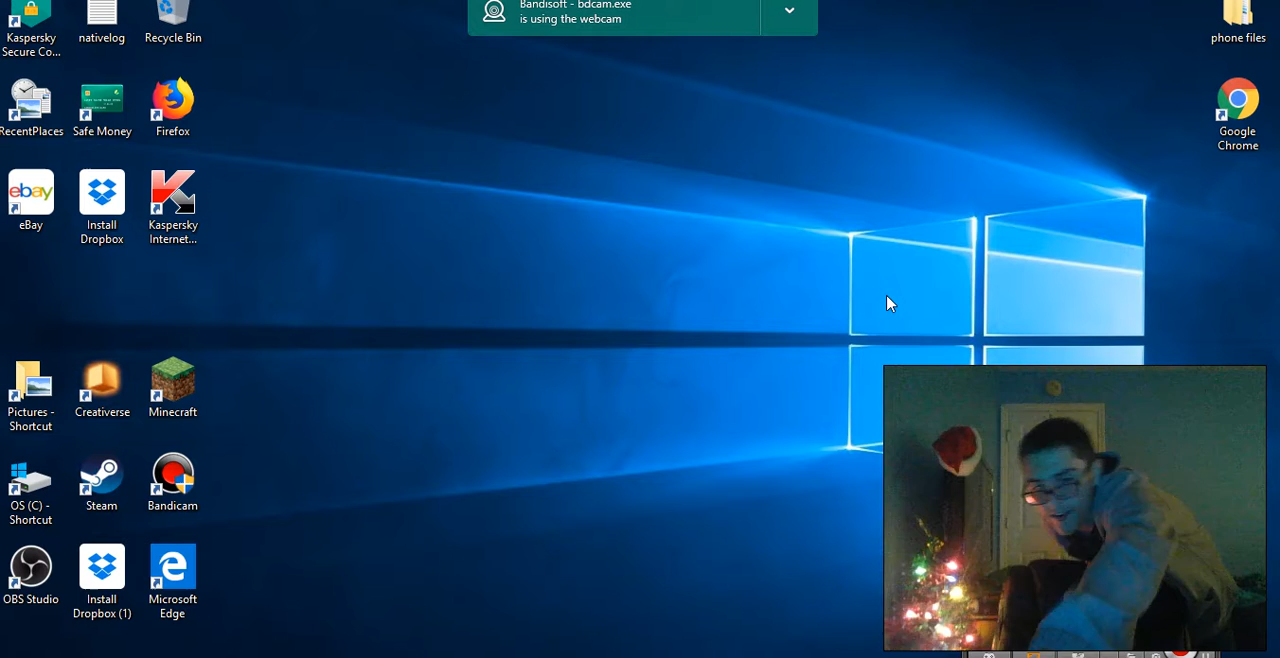 Bandisoft - bdcam.exe
is using the webcam
Kaspersky
Secure Co...
nativelog
Recycle Bin
phone files
RecentPlaces
Safe Money
Firefox
Google
Chrome
ebay
eBay
Install
Dropbox
Kaspersky
Internet...
Pictures -
Shortcut
Creativerse
Minecraft
OS (C) -
Shortcut
Steam
Bandicam
OBS Studio
Install
Dropbox (1)
Microsoft
Edge